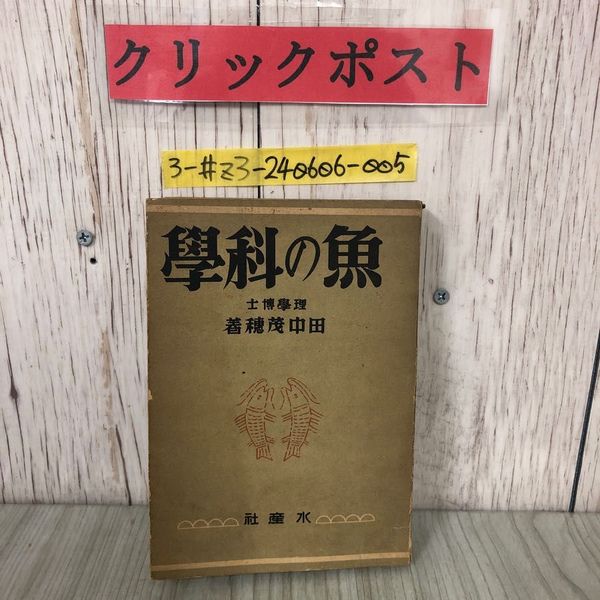 クリックポスト
3-#Z3-240606-005
魚の科學
理學博士
田中茂穗著
水產社